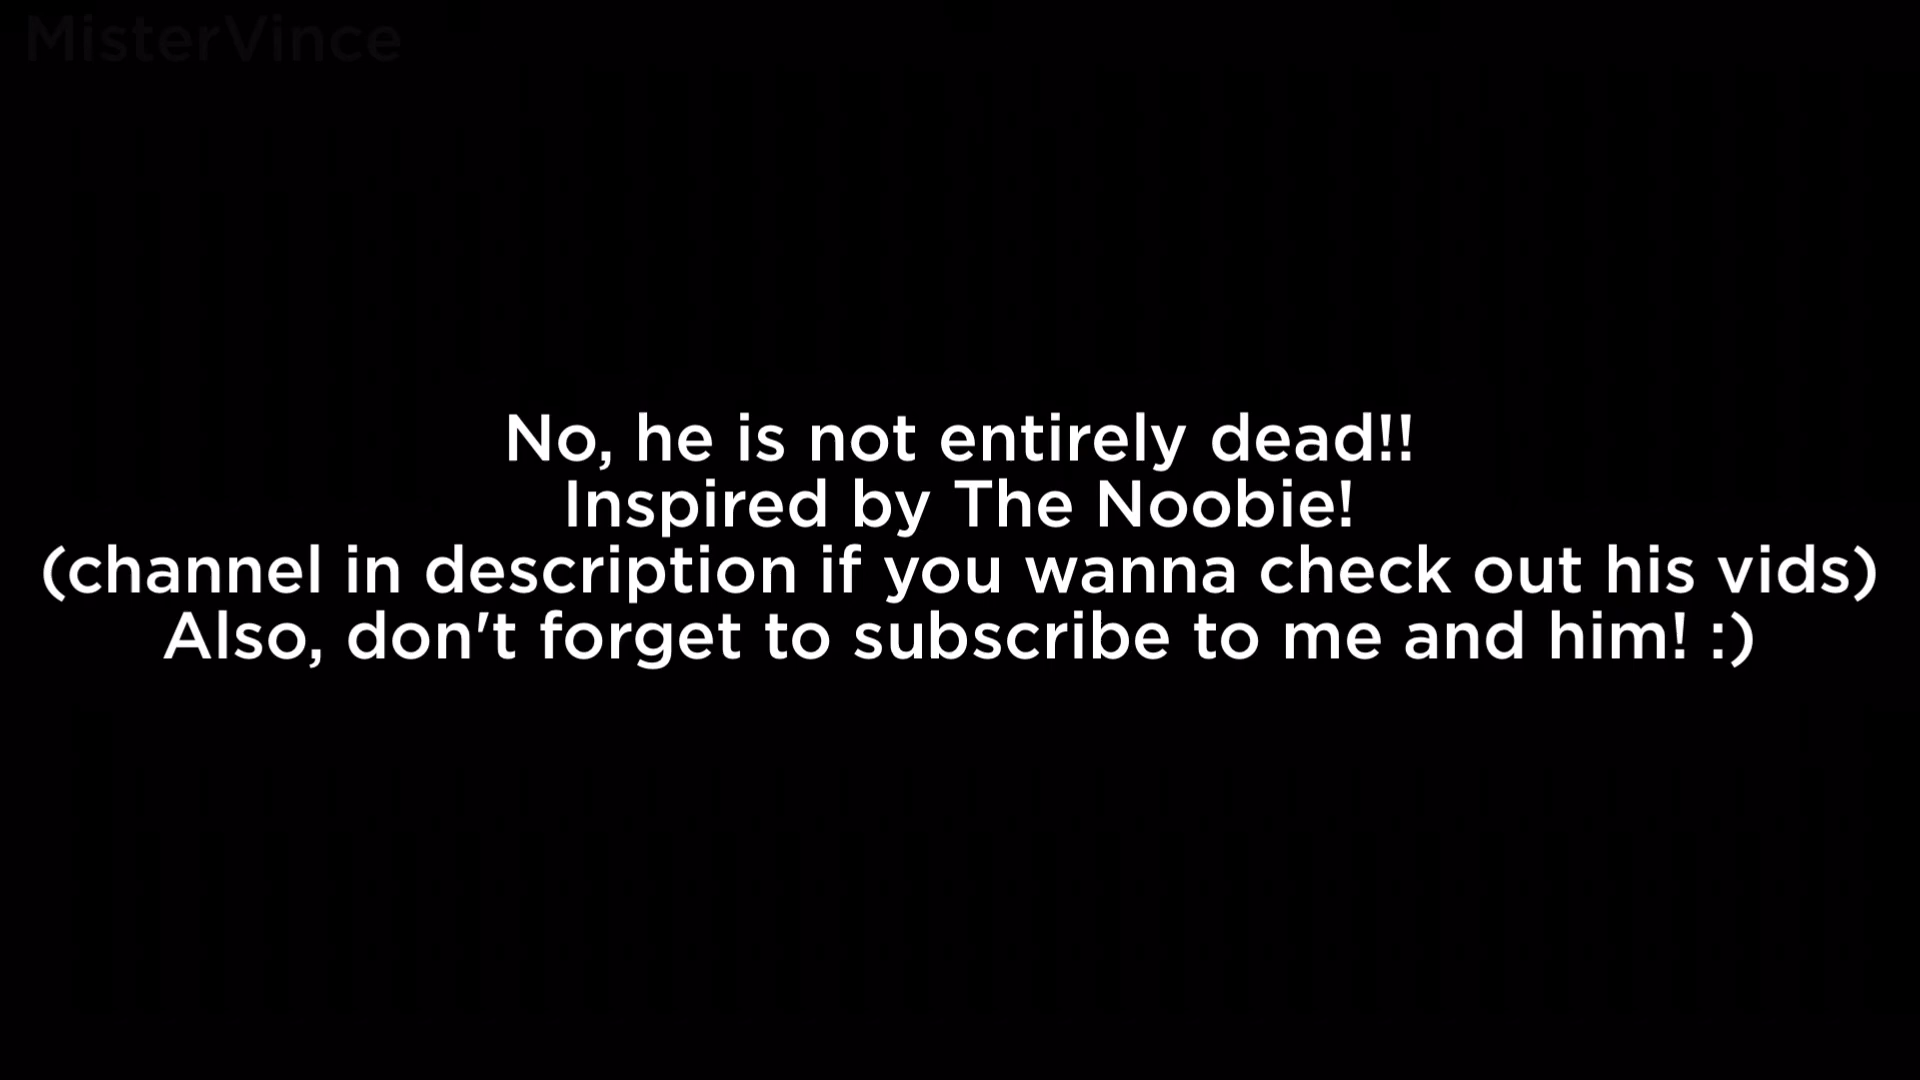 MisterVince
No, he is not entirely dead!!
Inspired by The Noobie!
(channel in description if you wanna check out his vids)
Also, don't forget to subscribe to me and him! :)